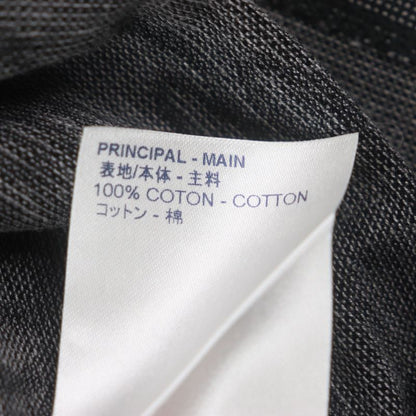 PRINCIPAL - MAIN
表地/本体 - 主料
100% COTON - COTTON
コットン - 棉